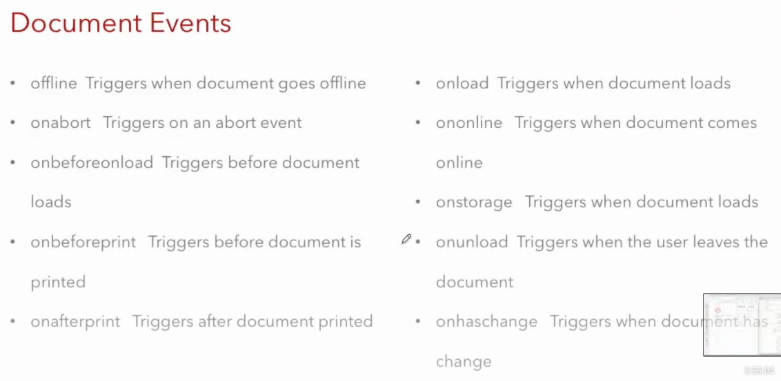 Document Events
• offline Triggers when document goes offline
• onabort Triggers on an abort event
• onbeforeonload Triggers before document
loads
• onbeforeprint Triggers before document is
printed
• onafterprint Triggers after document printed
• onload Triggers when document loads
• ononline Triggers when document comes
online
• onstorage Triggers when document loads
• onunload Triggers when the user leaves the
document
• onhaschange Triggers when document has
change